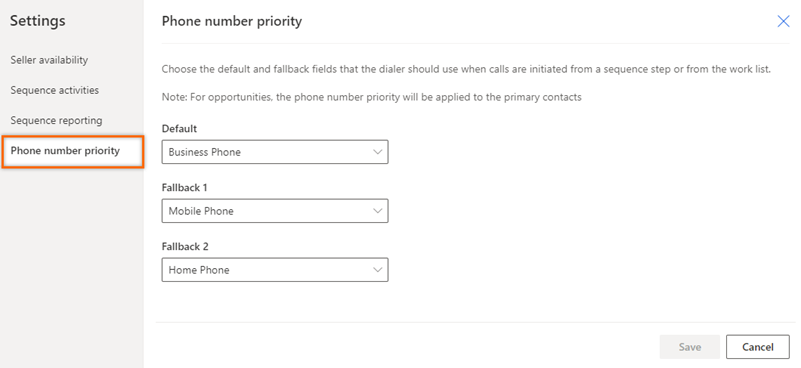 Settings
Seller availability
Sequence activities
Sequence reporting
Phone number priority
Phone number priority
Choose the default and fallback fields that the dialer should use when calls are initiated from a sequence step or from the work list.
Note: For opportunities, the phone number priority will be applied to the primary contacts
Default
Business Phone
Fallback 1
Mobile Phone
Fallback 2
Home Phone
Save
Cancel